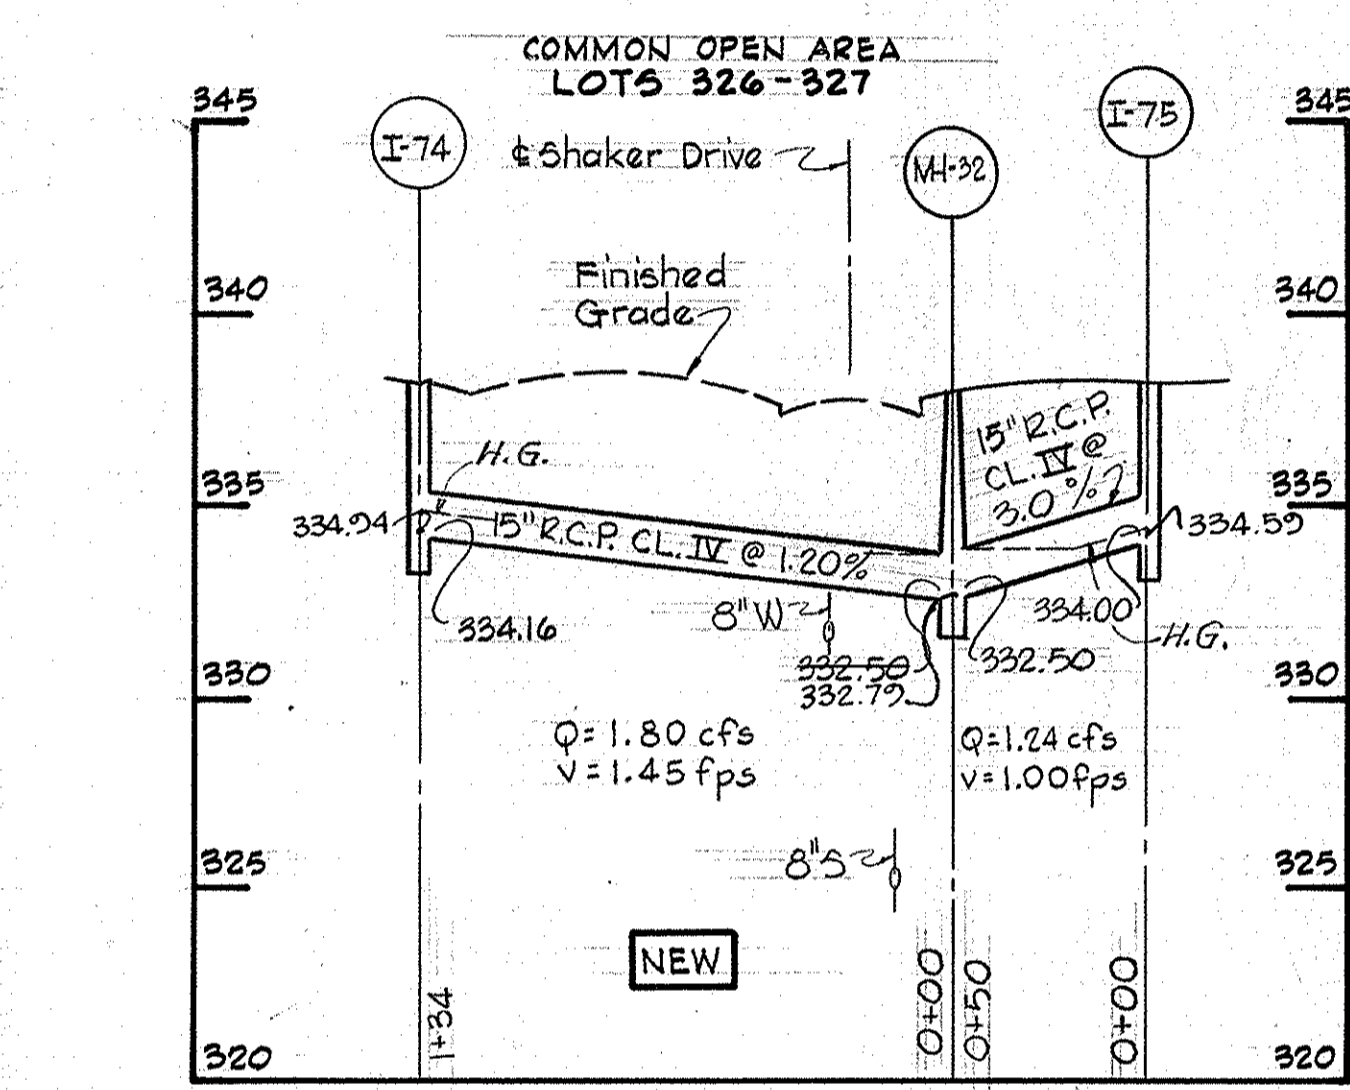 COMMON OPEN AREA
LOTS 326-327
345
345
I-74
℄ Shaker Drive
MH-32
I-75
340
Finished
Grade
340
H.G.
15" R.C.P.
CL. IV @
3.0%
335
335
334.94
15" R.C.P. CL. IV @ 1.20%
334.59
334.16
8"W
334.00
H.G.
332.50
332.50
332.79
330
330
Q=1.80 cfs
V=1.45 fps
Q=1.24 cfs
V=1.00 fps
325
8"S
325
NEW
1+34
0+00
0+50
0+00
320
320